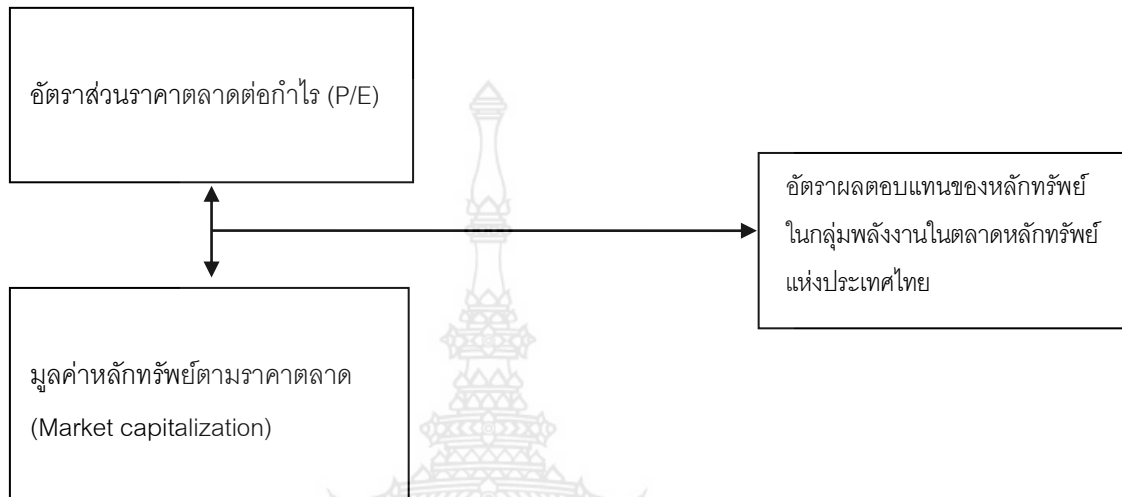 อัตราส่วนราคาตลาดต่อกำไร (P/E)
อัตราผลตอบแทนของหลักทรัพย์
ในกลุ่มพลังงานในตลาดหลักทรัพย์
แห่งประเทศไทย
มูลค่าหลักทรัพย์ตามราคาตลาด
(Market capitalization)